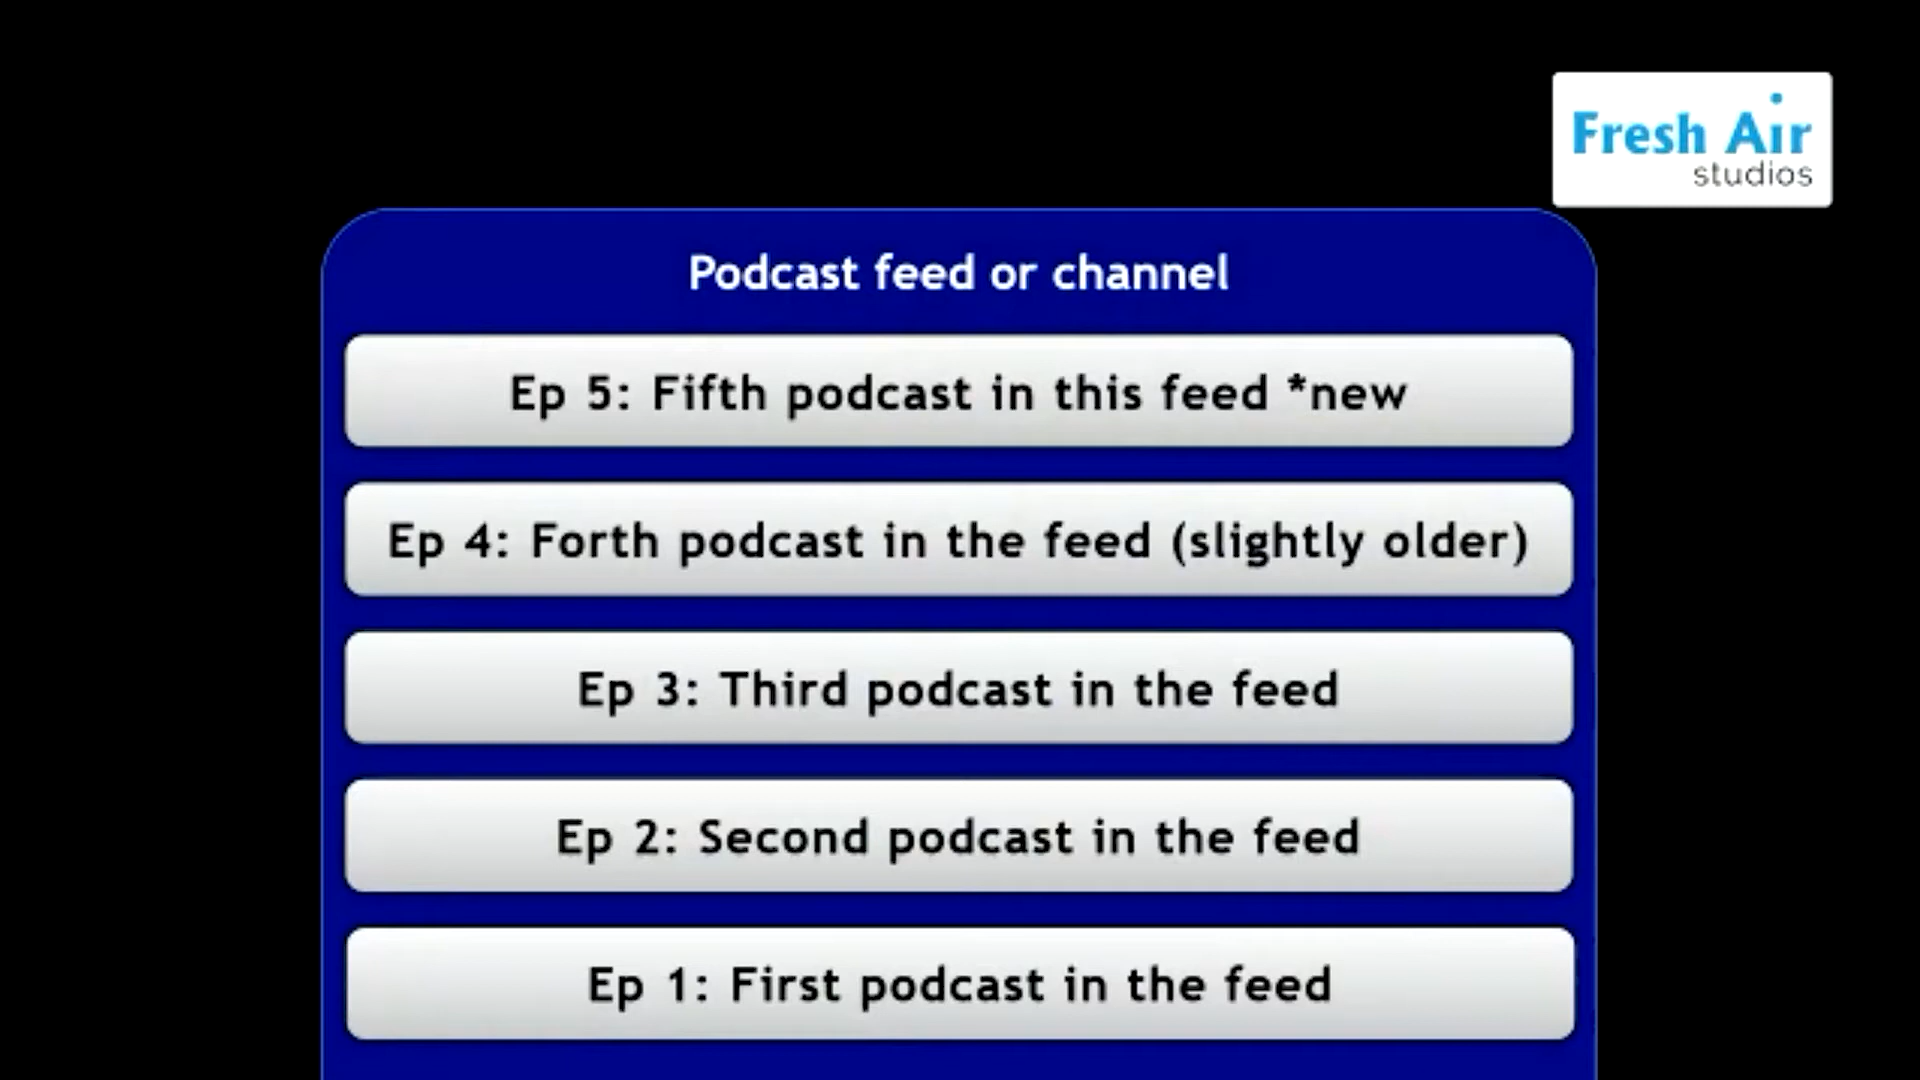 Fresh Air
studios
Podcast feed or channel
Ep 5: Fifth podcast in this feed *new
Ep 4: Forth podcast in the feed (slightly older)
Ep 3: Third podcast in the feed
Ep 2: Second podcast in the feed
Ep 1: First podcast in the feed